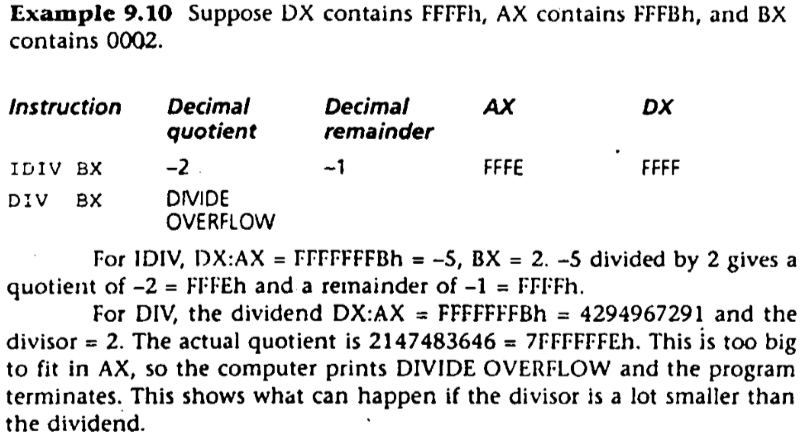 Example 9.10 Suppose DX contains FFFFh, AX contains FFFBh, and BX
contains 0002.
Instruction Decimal quotient Decimal remainder AX DX
IDIV BX -2 -1 FFFE FFFF
DIV BX DIVIDE OVERFLOW
For IDIV, DX:AX = FFFFFFFBh = -5, BX = 2. -5 divided by 2 gives a
quotient of -2 = FFFEh and a remainder of -1 = FFFFh.
For DIV, the dividend DX:AX = FFFFFFFBh = 4294967291 and the
divisor = 2. The actual quotient is 2147483646 = 7FFFFFFEh. This is too big
to fit in AX, so the computer prints DIVIDE OVERFLOW and the program
terminates. This shows what can happen if the divisor is a lot smaller than
the dividend.